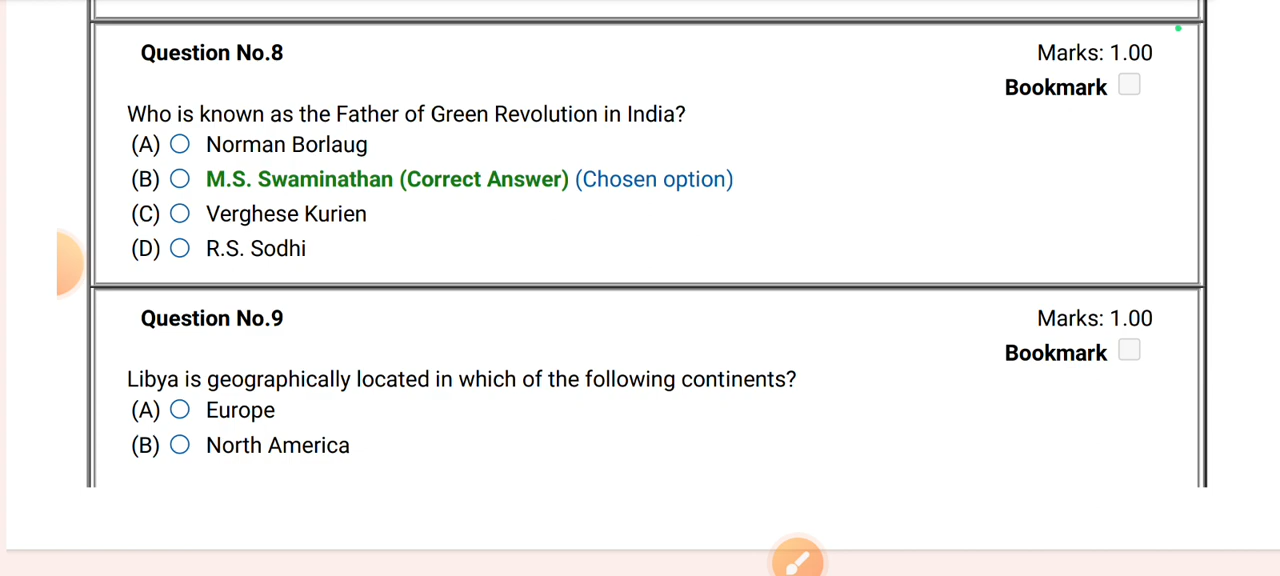 Question No.8
Marks: 1.00
Bookmark
Who is known as the Father of Green Revolution in India?
(A) Norman Borlaug
(B) M.S. Swaminathan (Correct Answer) (Chosen option)
(C) Verghese Kurien
(D) R.S. Sodhi
Question No.9
Marks: 1.00
Bookmark
Libya is geographically located in which of the following continents?
(A) Europe
(B) North America